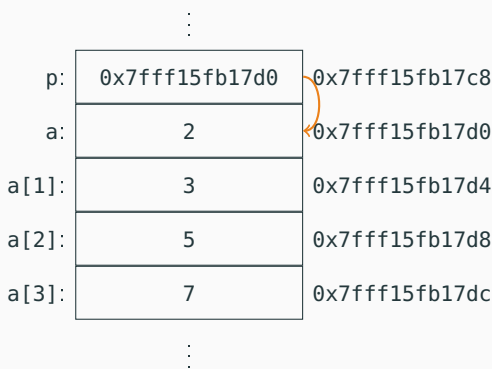 p: 0x7fff15fb17d0 0x7fff15fb17c8
a: 2 0x7fff15fb17d0
a[1]: 3 0x7fff15fb17d4
a[2]: 5 0x7fff15fb17d8
a[3]: 7 0x7fff15fb17dc